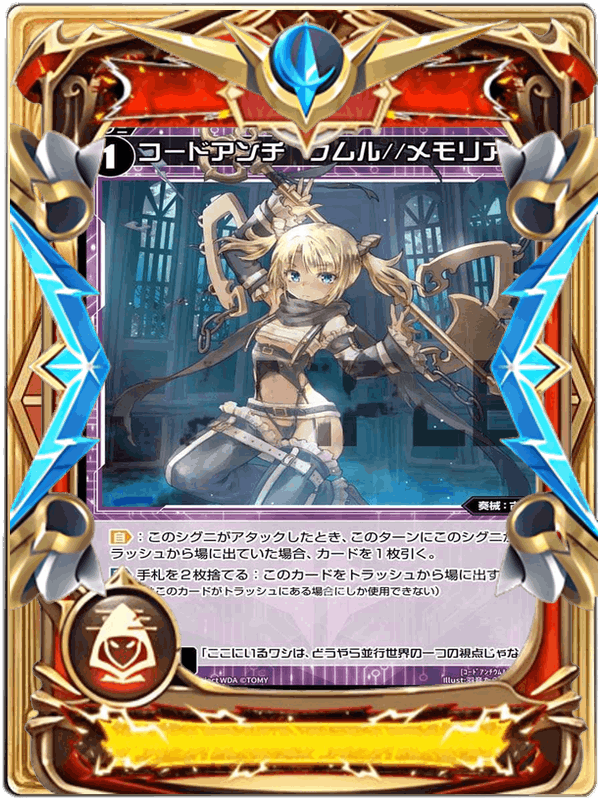 1
コードアンチ ウムル//メモリア
奏械：古
自：このシグニがアタックしたとき、このターンにこのシグニが
ラッシュから場に出ていた場合、カードを１枚引く。
手札を２枚捨てる：このカードをトラッシュから場に出す
このカードがトラッシュにある場合にしか使用できない）
「ここにいるワシは、どうやら並行世界の一つの視点じゃな
[コードアンチウムル
ject WDA ©TOMY
Illust: